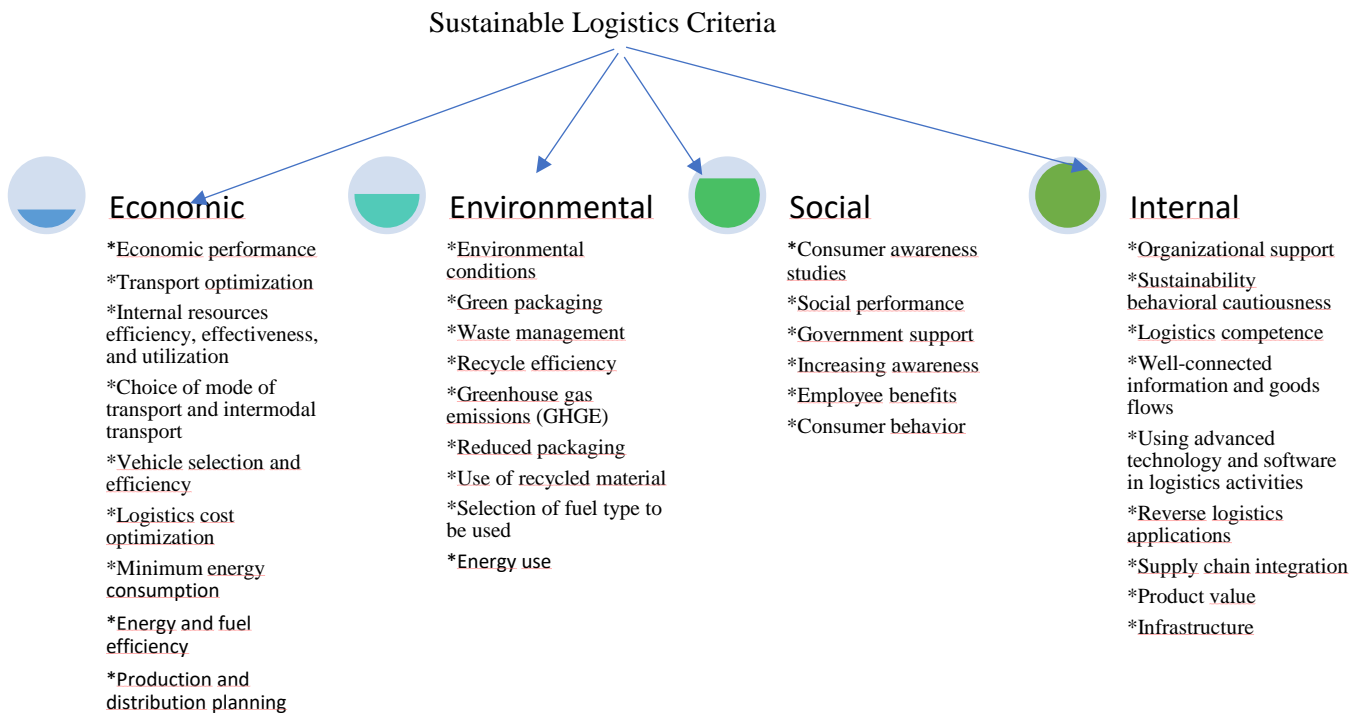 Sustainable Logistics Criteria
Economic
*Economic performance
*Transport optimization
*Internal resources
efficiency, effectiveness,
and utilization
*Choice of mode of
transport and intermodal
transport
*Vehicle selection and
efficiency
*Logistics cost
optimization
*Minimum energy
consumption
*Energy and fuel
efficiency
*Production and
distribution planning
Environmental
*Environmental
conditions
*Green packaging
*Waste management
*Recycle efficiency
*Greenhouse gas
emissions (GHGE)
*Reduced packaging
*Use of recycled material
*Selection of fuel type to
be used
*Energy use
Social
*Consumer awareness
studies
*Social performance
*Government support
*Increasing awareness
*Employee benefits
*Consumer behavior
Internal
*Organizational support
*Sustainability
behavioral cautiousness
*Logistics competence
*Well-connected
information and goods
flows
*Using advanced
technology and software
in logistics activities
*Reverse logistics
applications
*Supply chain integration
*Product value
*Infrastructure